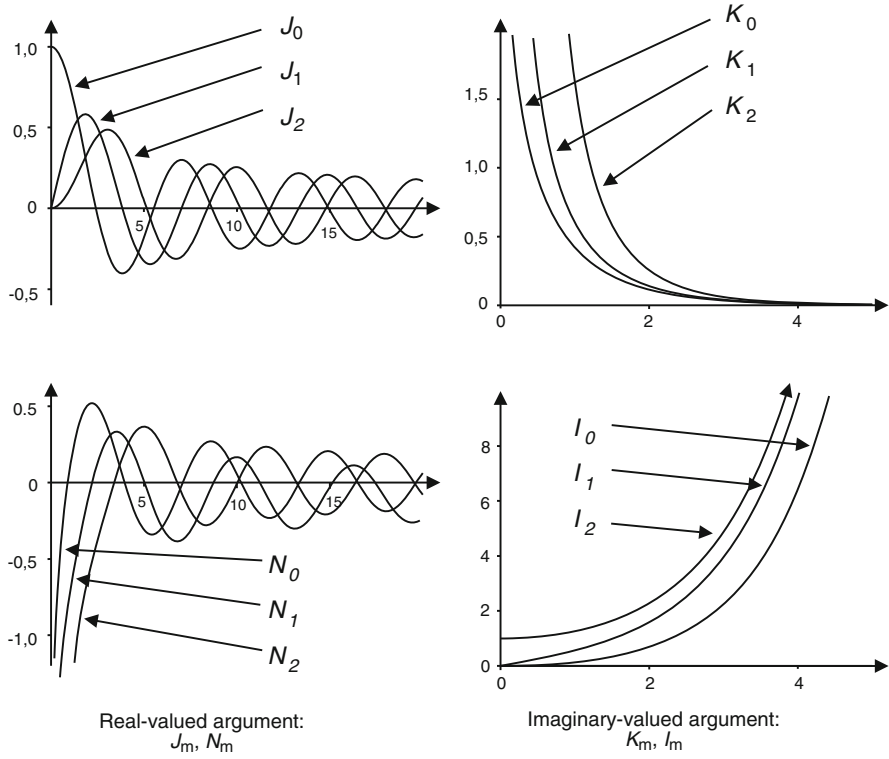 J0
J1
J2
1,0
0,5
0
-0,5
5
10
15
K0
K1
K2
1,5
1,0
0,5
0
0
2
4
0.5
0
-0,5
-1,0
5
10
15
N0
N1
N2
I0
I1
I2
8
6
4
2
0
0
2
4
Real-valued argument:
Jm, Nm
Imaginary-valued argument:
Km, Im